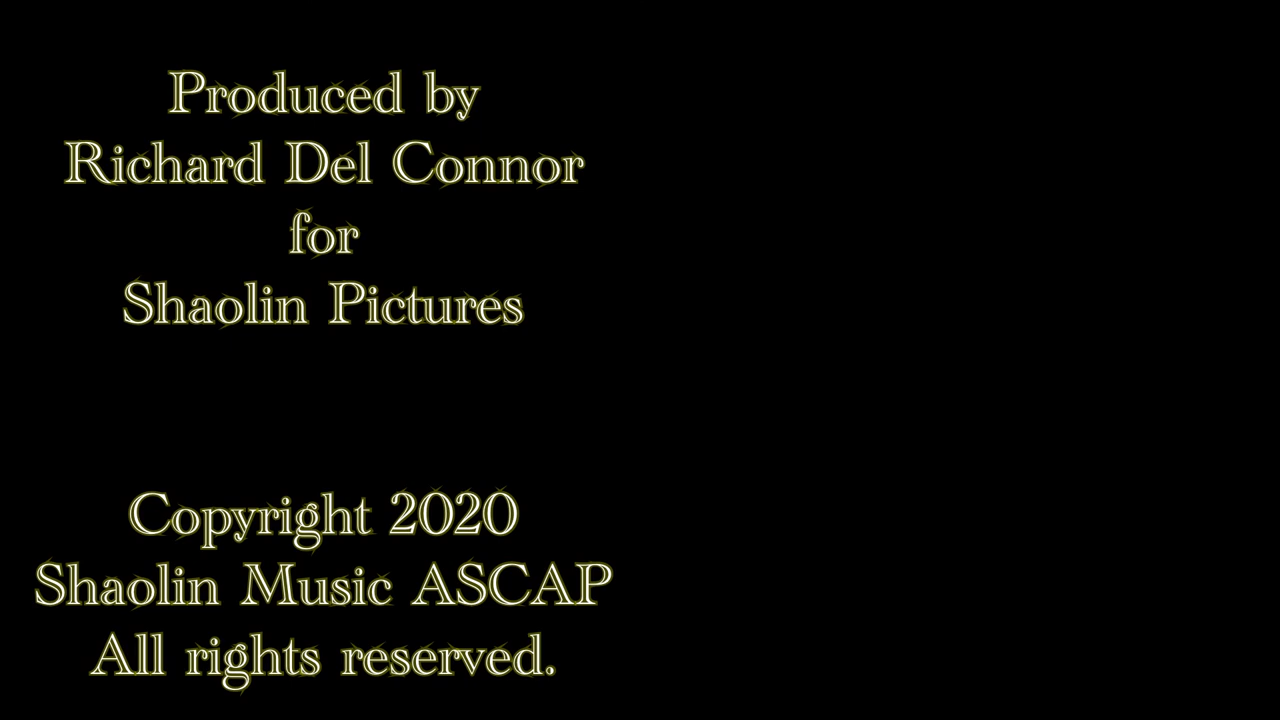 Produced by
Richard Del Connor
for
Shaolin Pictures
Copyright 2020
Shaolin Music ASCAP
All rights reserved.